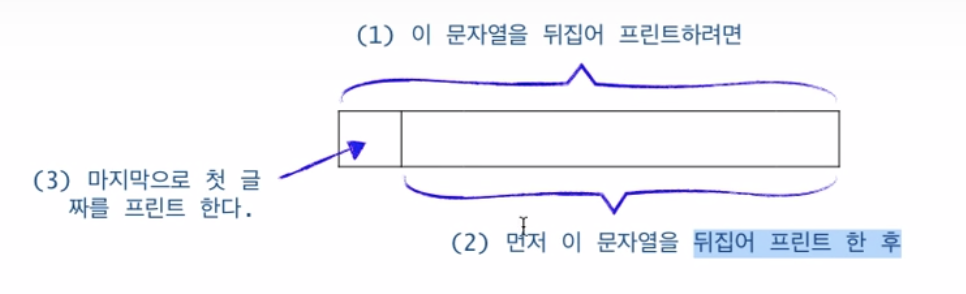 (1) 이 문자열을 뒤집어 프린트하려면
(3) 마지막으로 첫 글
짜를 프린트 한다.
(2) 먼저 이 문자열을 뒤집어 프린트 한 후